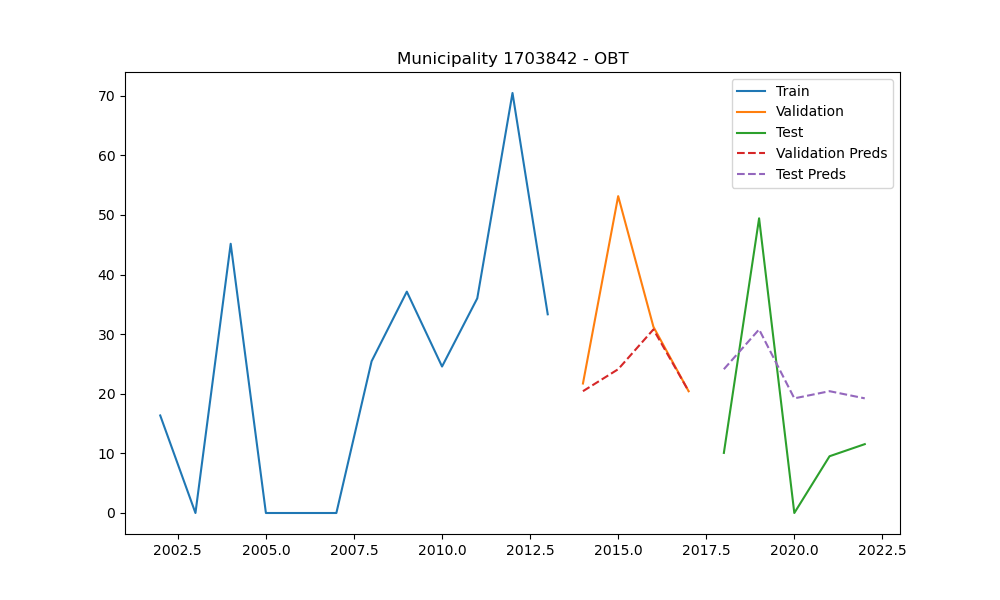 Municipality 1703842 - OBT
70
60
50
40
30
20
10
0
Train
Validation
Test
Validation Preds
Test Preds
2002.5 2005.0 2007.5 2010.0 2012.5 2015.0 2017.5 2020.0 2022.5